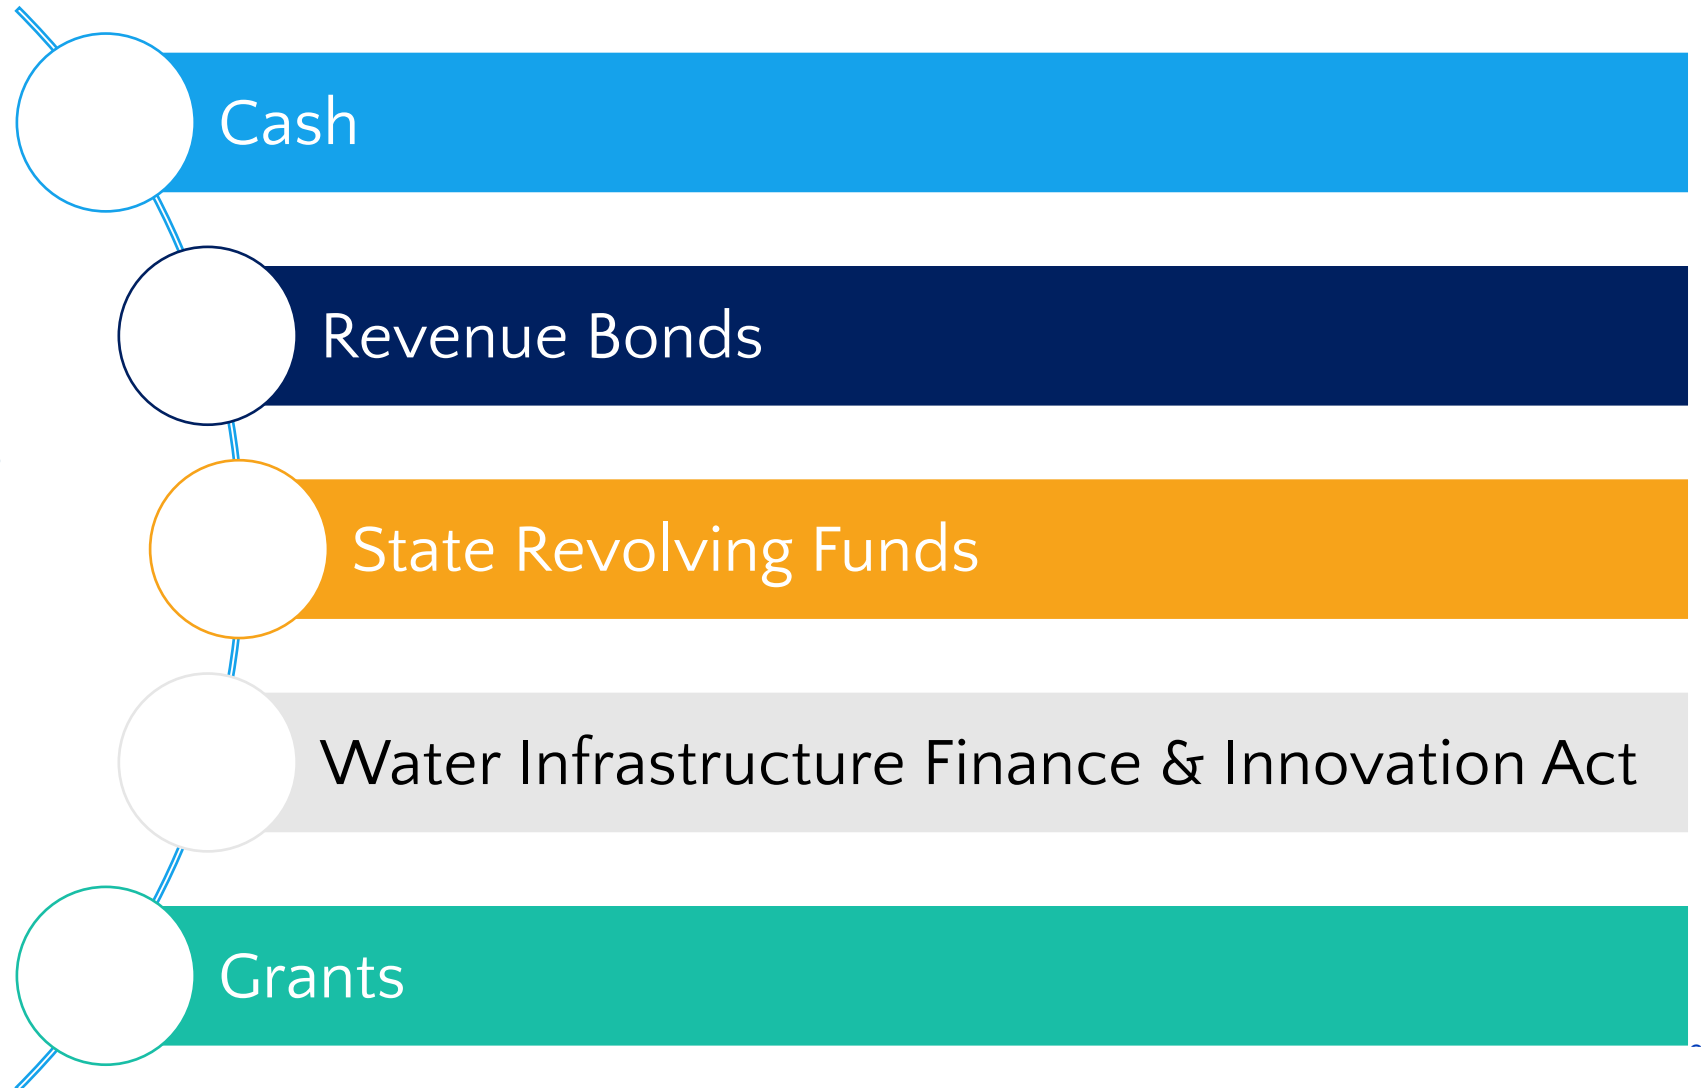 Cash
Revenue Bonds
State Revolving Funds
Water Infrastructure Finance & Innovation Act
Grants